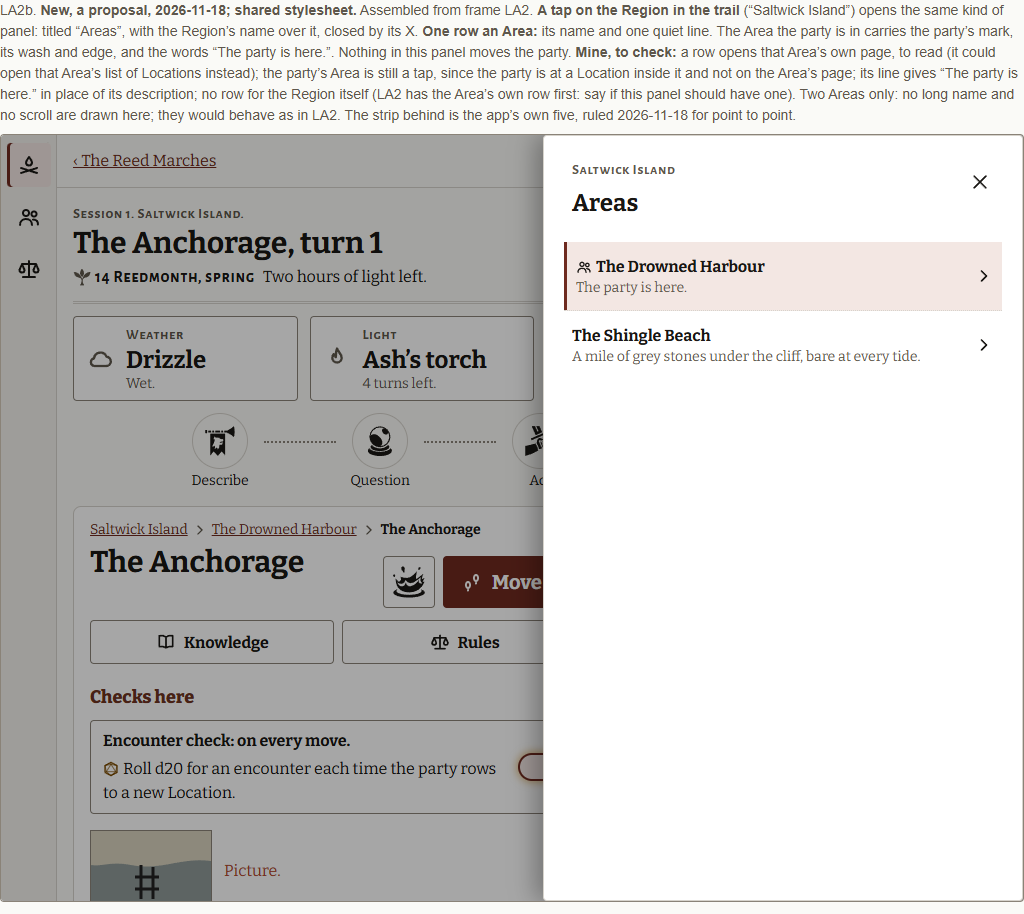 LA2b. New, a proposal, 2026-11-18; shared stylesheet. Assembled from frame LA2. A tap on the Region in the trail (“Saltwick Island”) opens the same kind of
panel: titled “Areas”, with the Region’s name over it, closed by its X. One row an Area: its name and one quiet line. The Area the party is in carries the party’s mark,
its wash and edge, and the words “The party is here.”. Nothing in this panel moves the party. Mine, to check: a row opens that Area’s own page, to read (it could
open that Area’s list of Locations instead); the party’s Area is still a tap, since the party is at a Location inside it and not on the Area’s page; its line gives “The party is
here.” in place of its description; no row for the Region itself (LA2 has the Area’s own row first: say if this panel should have one). Two Areas only: no long name and
no scroll are drawn here; they would behave as in LA2. The strip behind is the app’s own five, ruled 2026-11-18 for point to point.
‹ The Reed Marches
Session 1. Saltwick Island.
The Anchorage, turn 1
14 Reedmonth, spring Two hours of light left.
Weather
Drizzle
Wet.
Light
Ash’s torch
4 turns left.
Describe
Question
Saltwick Island > The Drowned Harbour > The Anchorage
The Anchorage
Move
Knowledge
Rules
Checks here
Encounter check: on every move.
Roll d20 for an encounter each time the party rows
to a new Location.
Picture.
Saltwick Island
Areas
The Drowned Harbour
The party is here.
The Shingle Beach
A mile of grey stones under the cliff, bare at every tide.